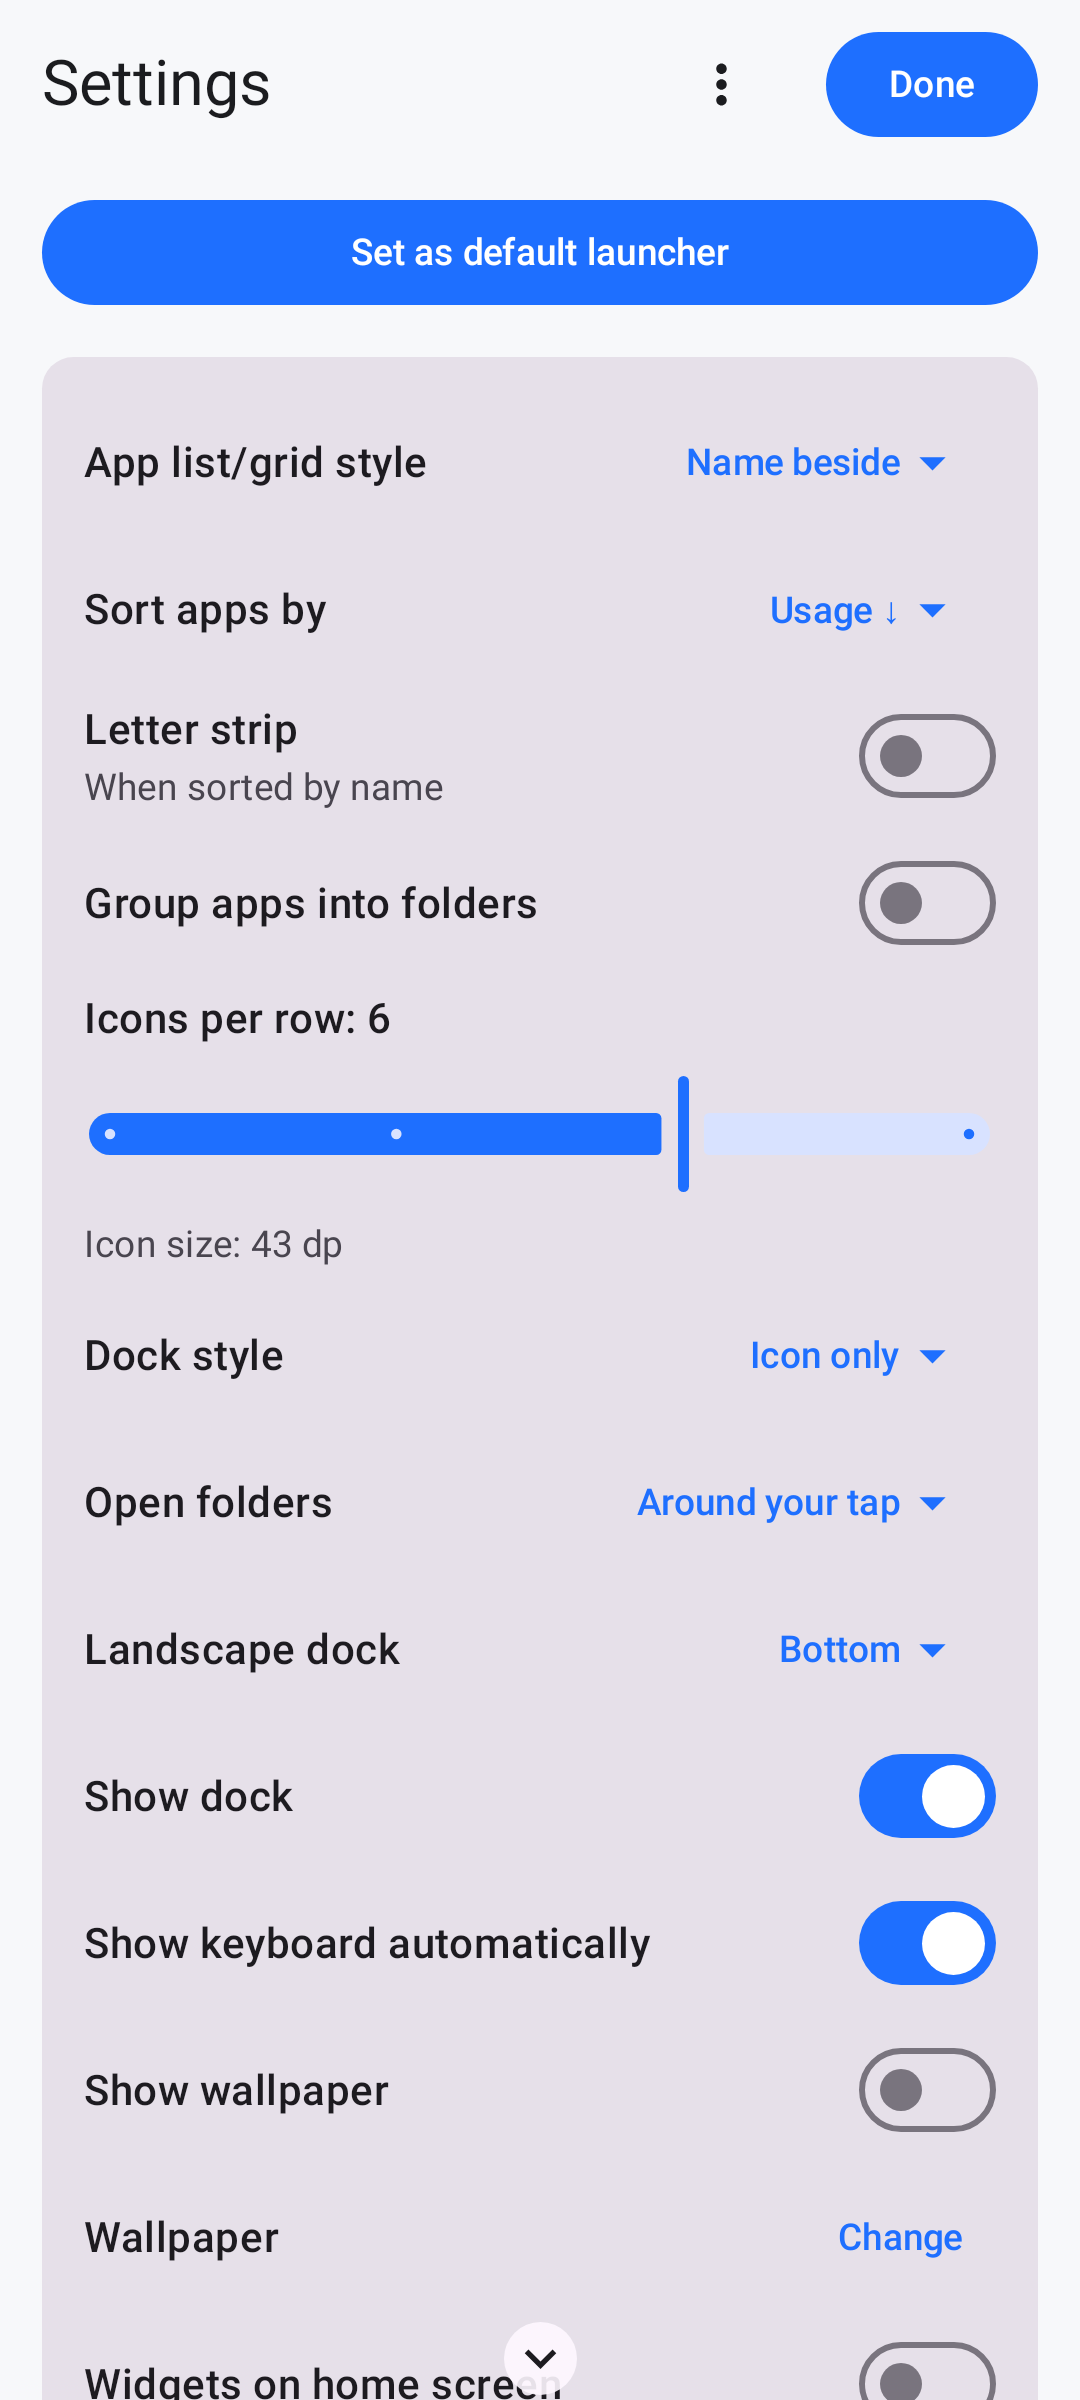 Settings
Done
Set as default launcher
App list/grid style
Name beside
Sort apps by
Usage ↓
Letter strip
When sorted by name
Group apps into folders
Icons per row: 6
Icon size: 43 dp
Dock style
Icon only
Open folders
Around your tap
Landscape dock
Bottom
Show dock
Show keyboard automatically
Show wallpaper
Wallpaper
Change
Widgets on home screen